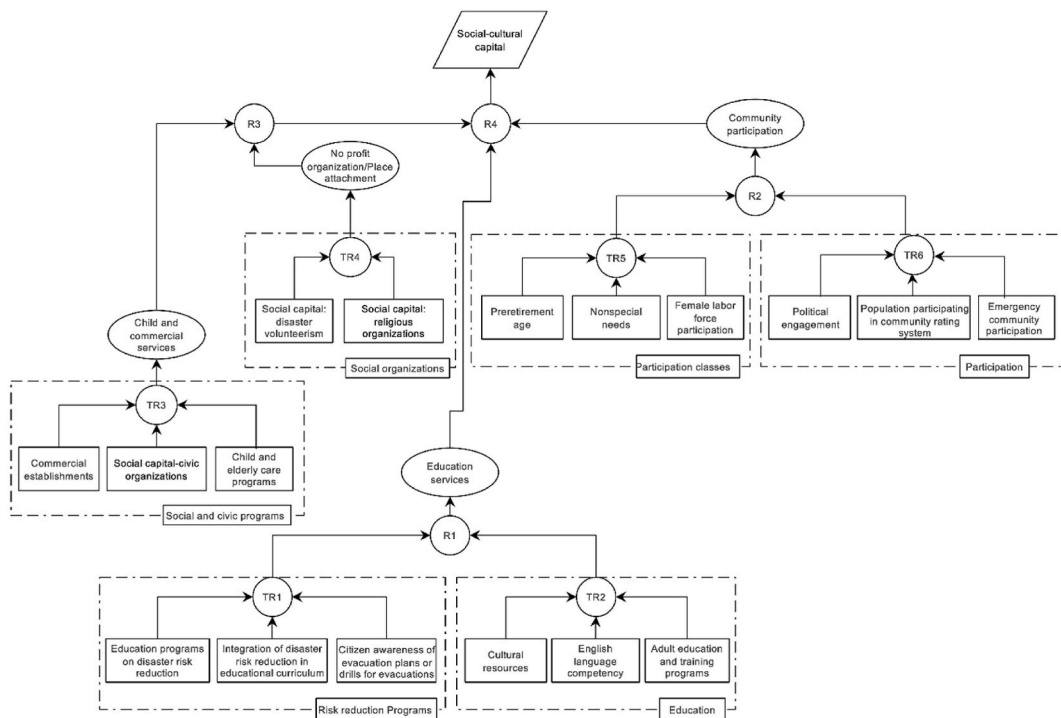 Social-cultural
capital
R3
R4
Community
participation
No profit
organization/Place
attachment
R2
TR4
TR5
TR6
Social capital:
disaster
volunteerism
Social capital:
religious
organizations
Social organizations
Preretirement
age
Nonspecial
needs
Female labor
force
participation
Participation classes
Political
engagement
Population participating
in community rating
system
Emergency
community
participation
Participation
Child and
commercial
services
TR3
Commercial
establishments
Social capital-civic
organizations
Child and
elderly care
programs
Social and civic programs
Education
services
R1
TR1
TR2
Education programs
on disaster risk
reduction
Integration of disaster
risk reduction in
educational curriculum
Citizen awareness of
evacuation plans or
drills for evacuations
Risk reduction Programs
Cultural
resources
English
language
competency
Adult education
and training
programs
Education